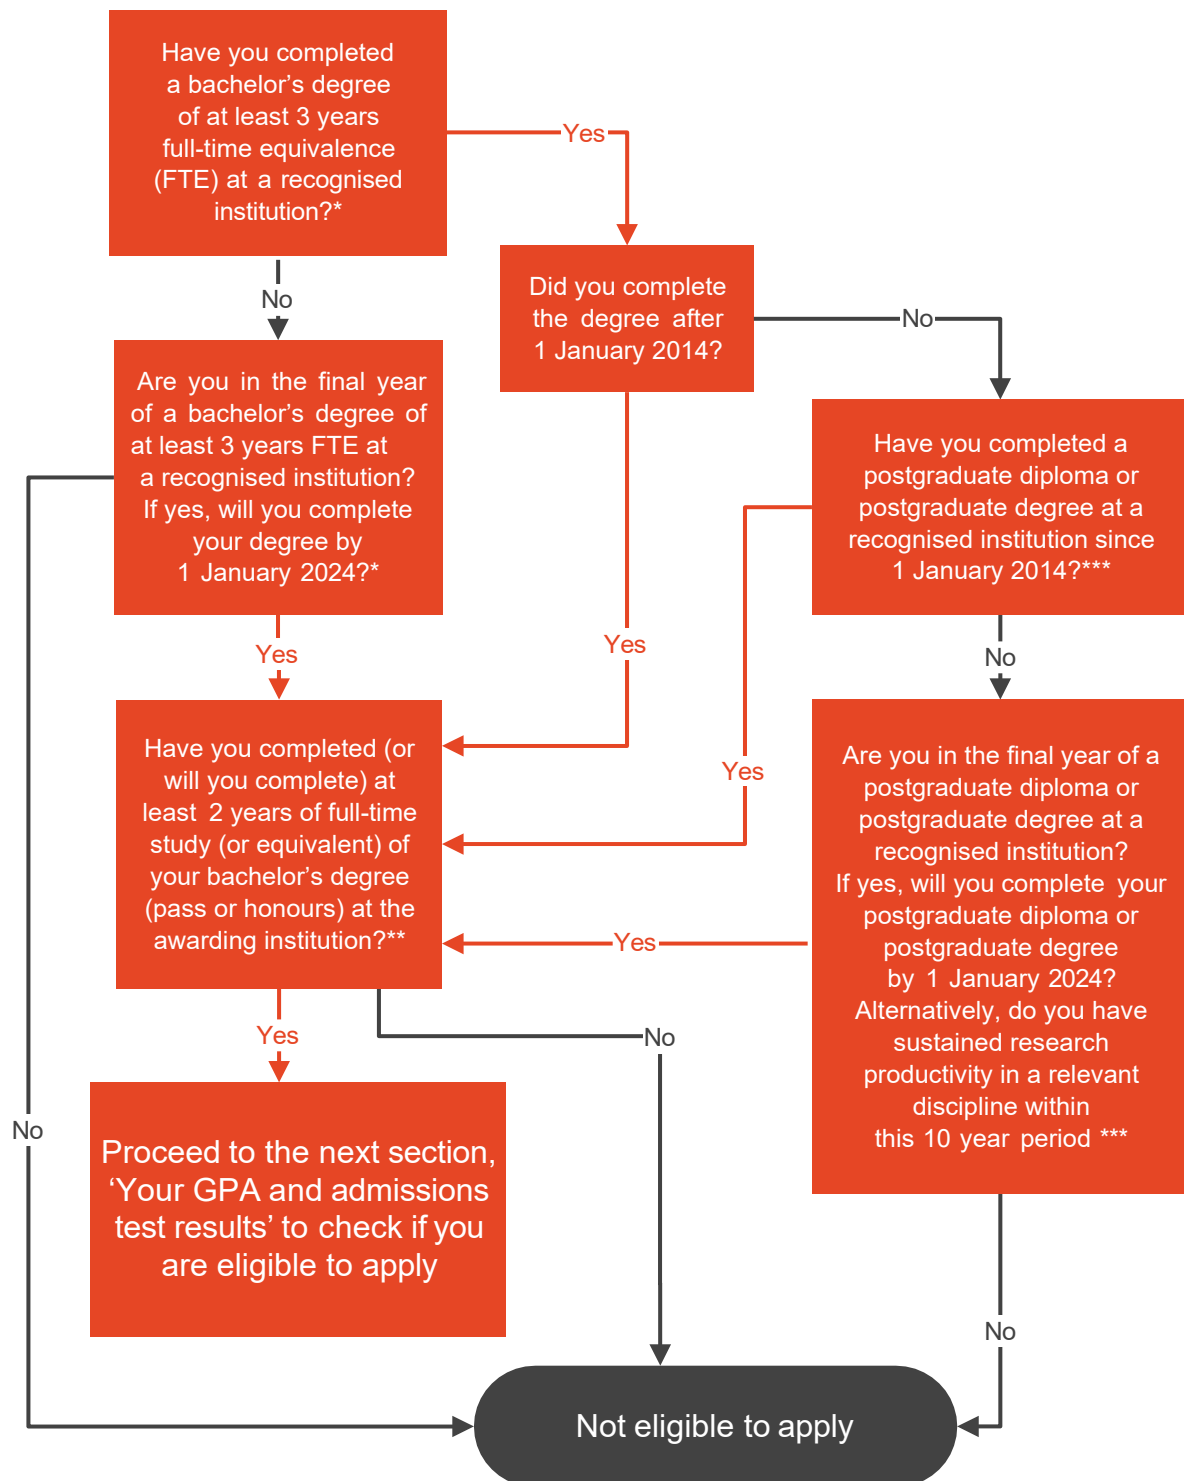 Have you completed
a bachelor’s degree
of at least 3 years
full-time equivalence
(FTE) at a recognised
institution?*
Yes
No
Did you complete
the degree after
1 January 2014?
No
Are you in the final year
of a bachelor’s degree of
at least 3 years FTE at
a recognised institution?
If yes, will you complete
your degree by
1 January 2024?*
Have you completed a
postgraduate diploma or
postgraduate degree at a
recognised institution since
1 January 2014?***
Yes
Yes
No
Have you completed (or
will you complete) at
least 2 years of full-time
study (or equivalent) of
your bachelor’s degree
(pass or honours) at the
awarding institution?**
Yes
Yes
Are you in the final year of a
postgraduate diploma or
postgraduate degree at a
recognised institution?
If yes, will you complete your
postgraduate diploma or
postgraduate degree
by 1 January 2024?
Alternatively, do you have
sustained research
productivity in a relevant
discipline within
this 10 year period ***
Yes
No
No
Proceed to the next section,
‘Your GPA and admissions
test results’ to check if you
are eligible to apply
No
Not eligible to apply